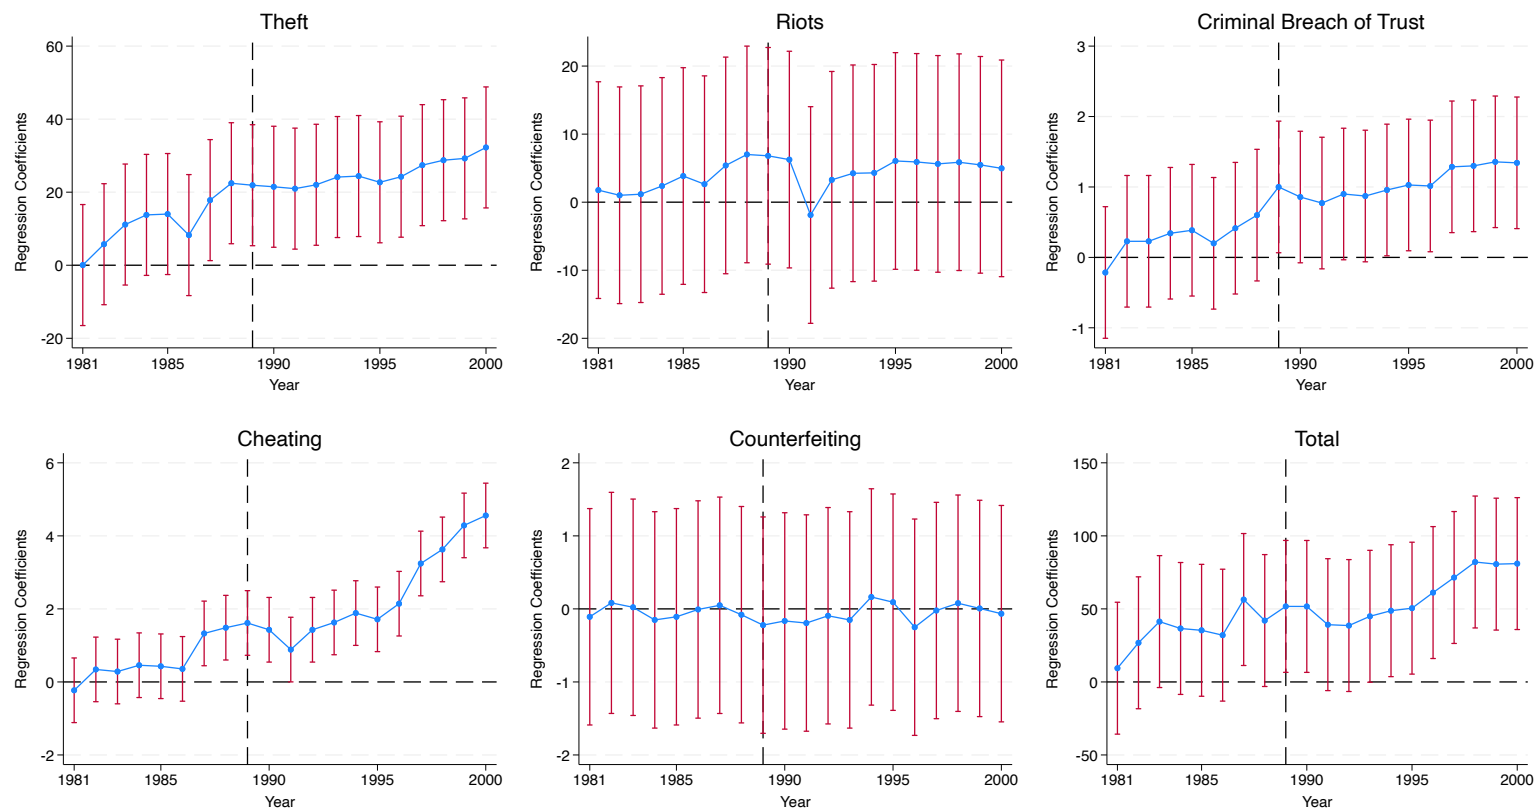 Theft
Regression Coefficients
60
40
20
0
-20
1981 1985 1990 1995 2000
Year
Riots
Regression Coefficients
20
10
0
-10
-20
1981 1985 1990 1995 2000
Year
Criminal Breach of Trust
Regression Coefficients
3
2
1
0
-1
1981 1985 1990 1995 2000
Year
Cheating
Regression Coefficients
6
4
2
0
-2
1981 1985 1990 1995 2000
Year
Counterfeiting
Regression Coefficients
2
1
0
-1
-2
1981 1985 1990 1995 2000
Year
Total
Regression Coefficients
150
100
50
0
-50
1981 1985 1990 1995 2000
Year